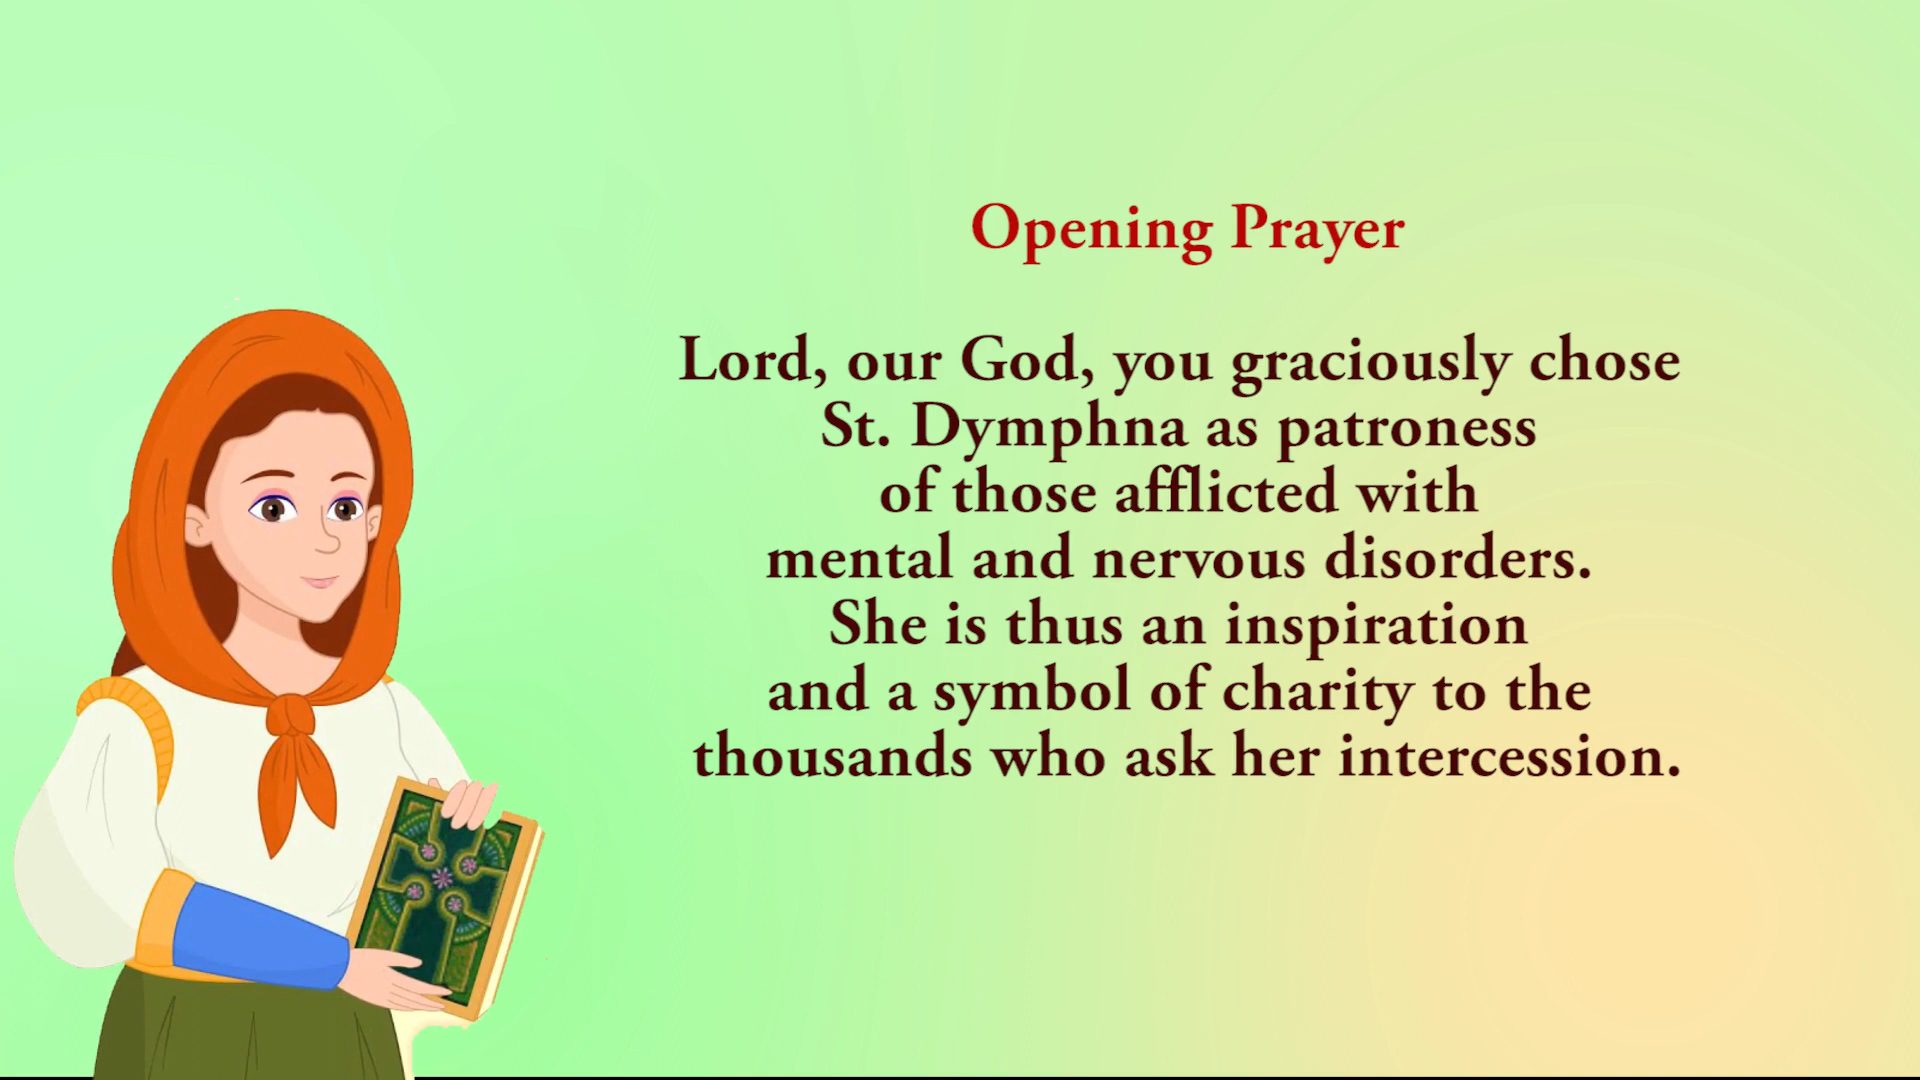 Opening Prayer
Lord, our God, you graciously chose
St. Dymphna as patroness
of those afflicted with
mental and nervous disorders.
She is thus an inspiration
and a symbol of charity to the
thousands who ask her intercession.